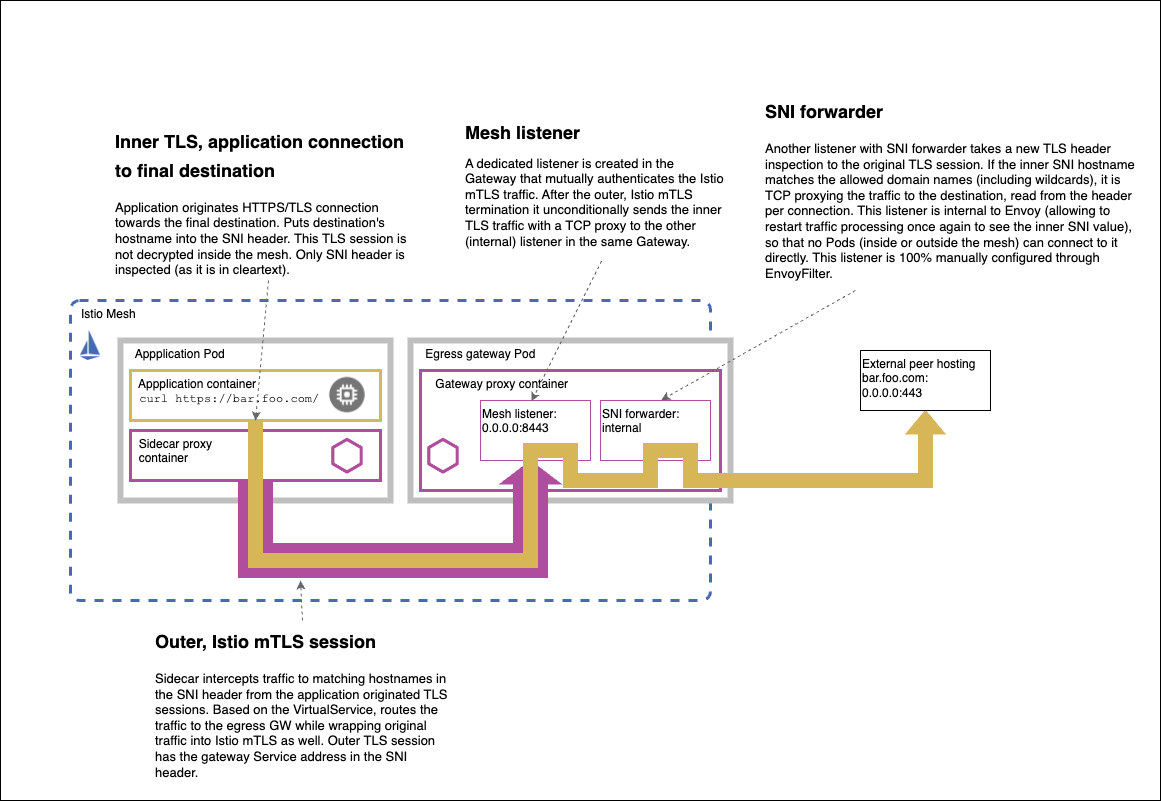 Inner TLS, application connection
to final destination
Application originates HTTPS/TLS connection
towards the final destination. Puts destination's
hostname into the SNI header. This TLS session is
not decrypted inside the mesh. Only SNI header is
inspected (as it is in cleartext).
Mesh listener
A dedicated listener is created in the
Gateway that mutually authenticates the Istio
mTLS traffic. After the outer, Istio mTLS
termination it unconditionally sends the inner
TLS traffic with a TCP proxy to the other
(internal) listener in the same Gateway.
SNI forwarder
Another listener with SNI forwarder takes a new TLS header
inspection to the original TLS session. If the inner SNI hostname
matches the allowed domain names (including wildcards), it is
TCP proxying the traffic to the destination, read from the header
per connection. This listener is internal to Envoy (allowing to
restart traffic processing once again to see the inner SNI value),
so that no Pods (inside or outside the mesh) can connect to it
directly. This listener is 100% manually configured through
EnvoyFilter.
Istio Mesh
Appplication Pod
Appplication container
curl https://bar.foo.com/
Sidecar proxy
container
Egress gateway Pod
Gateway proxy container
Mesh listener:
0.0.0.0:8443
SNI forwarder:
internal
External peer hosting
bar.foo.com:
0.0.0.0:443
Outer, Istio mTLS session
Sidecar intercepts traffic to matching hostnames in
the SNI header from the application originated TLS
sessions. Based on the VirtualService, routes the
traffic to the egress GW while wrapping original
traffic into Istio mTLS as well. Outer TLS session
has the gateway Service address in the SNI
header.